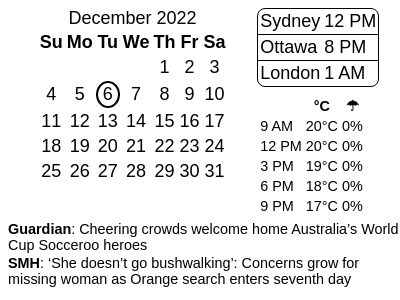 December 2022
Su Mo Tu We Th Fr Sa
1 2 3
4 5 6 7 8 9 10
11 12 13 14 15 16 17
18 19 20 21 22 23 24
25 26 27 28 29 30 31
Sydney 12 PM
Ottawa 8 PM
London 1 AM
°C ☂
9 AM 20°C 0%
12 PM 20°C 0%
3 PM 19°C 0%
6 PM 18°C 0%
9 PM 17°C 0%
Guardian: Cheering crowds welcome home Australia’s World
Cup Socceroo heroes
SMH: ‘She doesn’t go bushwalking’: Concerns grow for
missing woman as Orange search enters seventh day